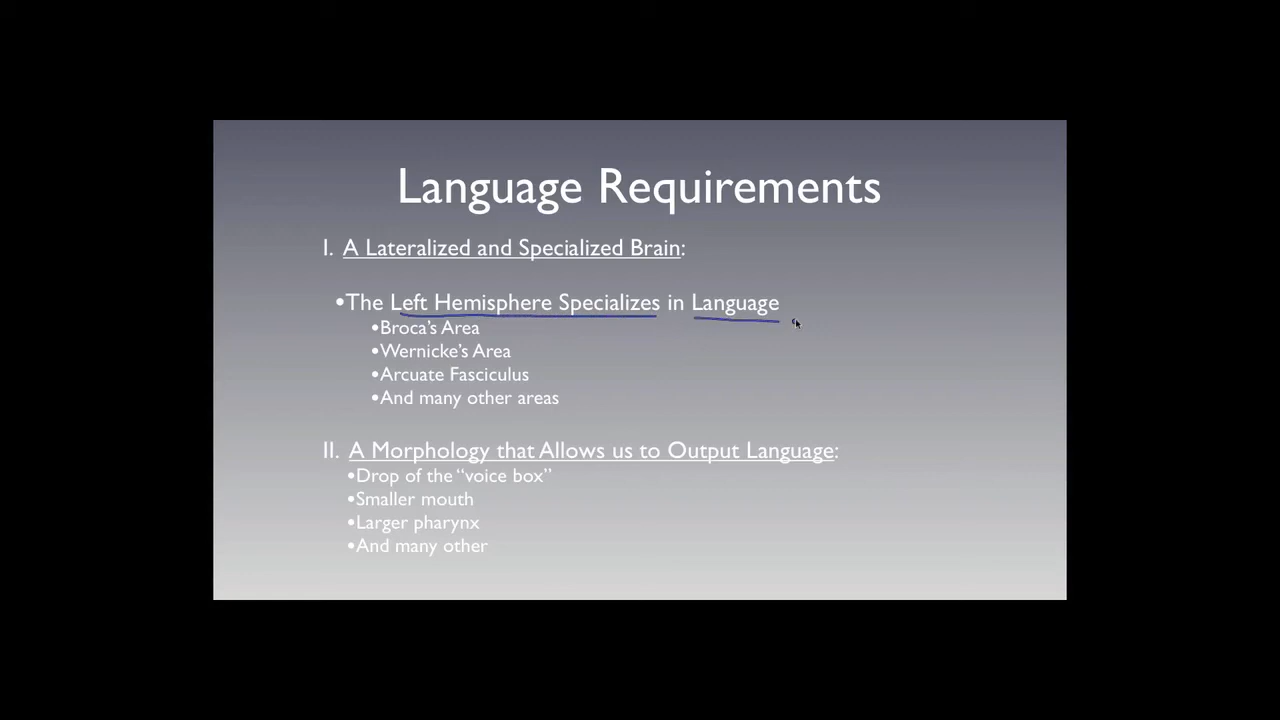 Language Requirements
I. A Lateralized and Specialized Brain:
•The Left Hemisphere Specializes in Language
•Broca's Area
•Wernicke's Area
•Arcuate Fasciculus
•And many other areas
II. A Morphology that Allows us to Output Language:
•Drop of the “voice box”
•Smaller mouth
•Larger pharynx
•And many other